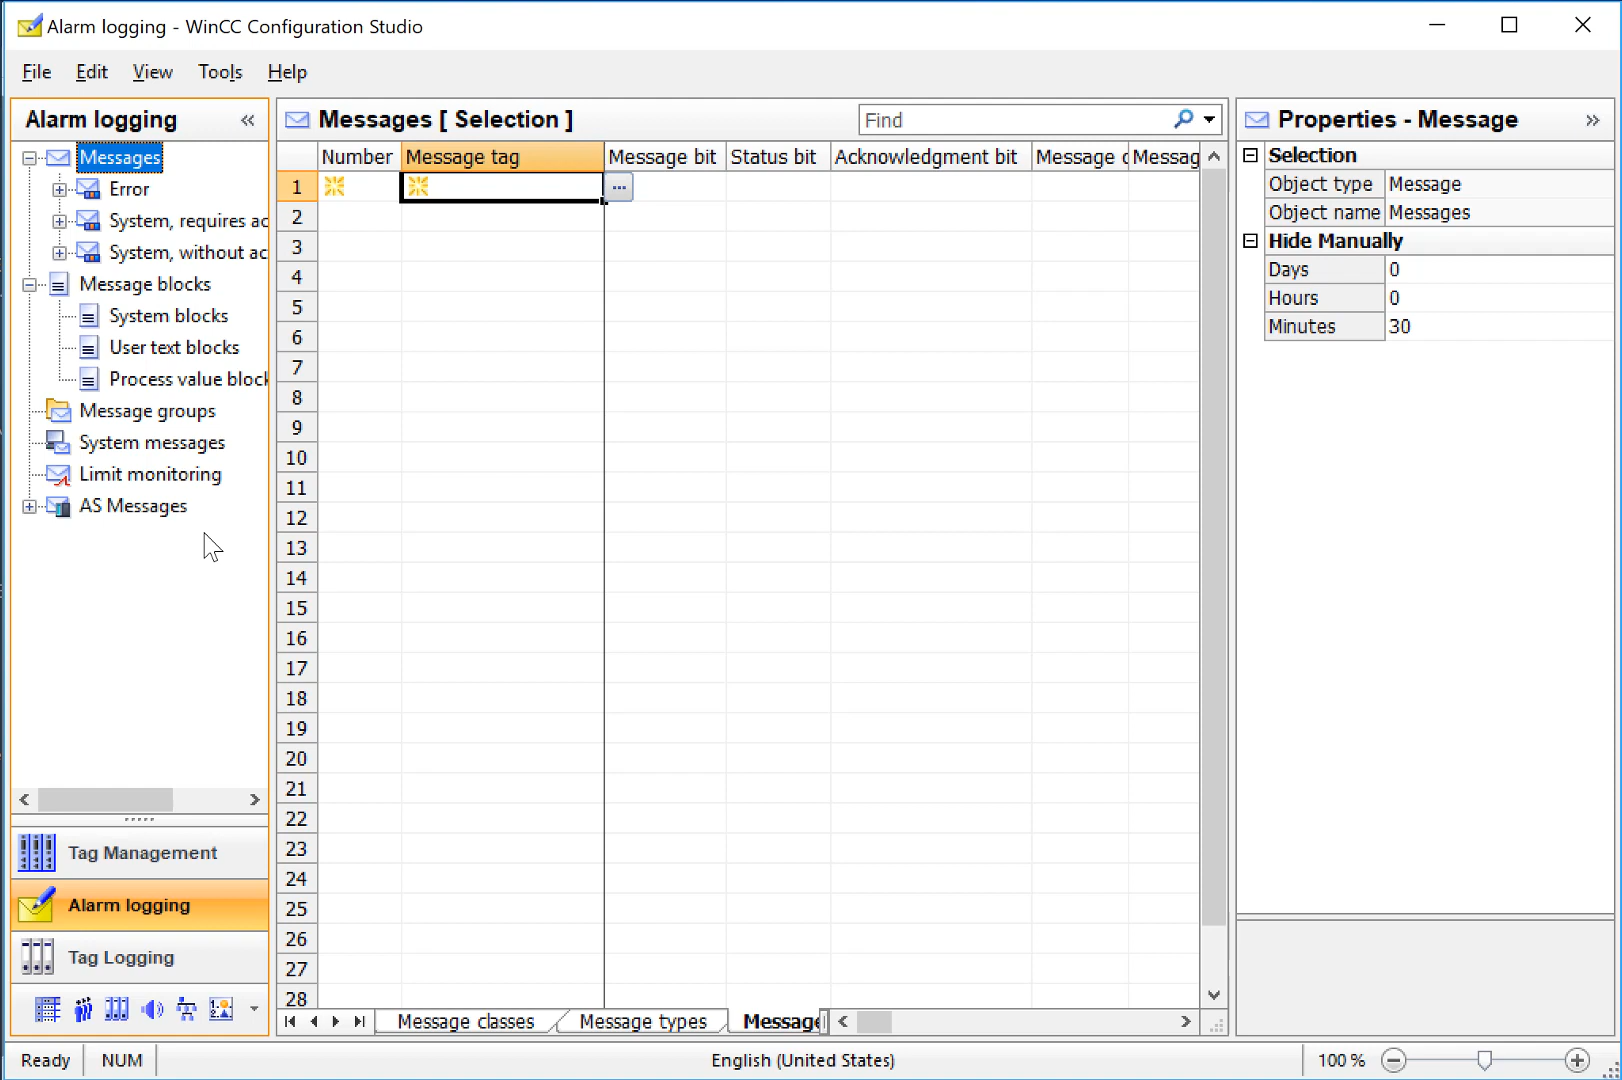 Alarm logging - WinCC Configuration Studio
File Edit View Tools Help
Alarm logging «
Messages
Error
System, requires ac
System, without ac
Message blocks
System blocks
User text blocks
Process value block
Message groups
System messages
Limit monitoring
AS Messages
Tag Management
Alarm logging
Tag Logging
Messages [ Selection ] Find
Number Message tag Message bit Status bit Acknowledgment bit Message c Messag
1 ...
2
3
4
5
6
7
8
9
10
11
12
13
14
15
16
17
18
19
20
21
22
23
24
25
26
27
28
Message classes Message types Message
Properties - Message »
Selection
Object type Message
Object name Messages
Hide Manually
Days 0
Hours 0
Minutes 30
Ready NUM English (United States) 100 %